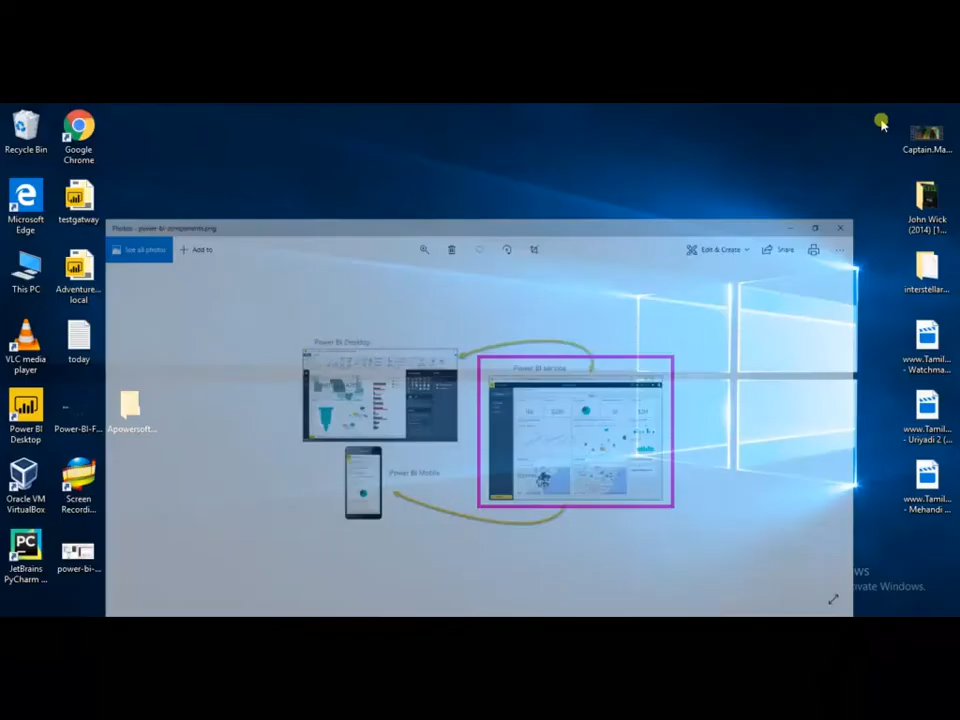 Recycle Bin
Google
Chrome
Captain.Ma...
Microsoft
Edge
testgatway
John Wick
(2014) [1...
Photos - power-bi-components.png
See all photos
Add to
Edit & Create
Share
This PC
Adventure...
local
interstellar...
VLC media
player
today
www.Tamil...
- Watchma...
Power BI Desktop
Power BI service
Power BI
Desktop
Power-BI-F...
Apowersoft...
www.Tamil...
- Uriyadi 2 (...
Power BI Mobile
Oracle VM
VirtualBox
Screen
Recordi...
www.Tamil...
- Mehandi ...
JetBrains
PyCharm ...
power-bi-...
ws
ivate Windows.